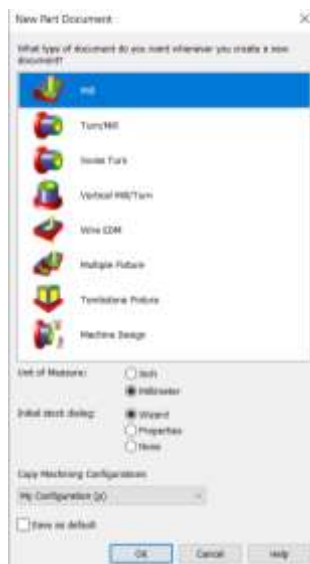 New Part Document
What type of document do you want whenever you create a new
document?
Mill
Turn/Mill
Swiss Turn
Vertical Mill/Turn
Wire EDM
Multiple Fixture
Tombstone Fixture
Machine Design
Unit of Measure:
Inch
Millimeter
Initial stock dialog:
Wizard
Properties
None
Copy Machining Configurations
My Configuration (p)
Save as default
OK
Cancel
Help